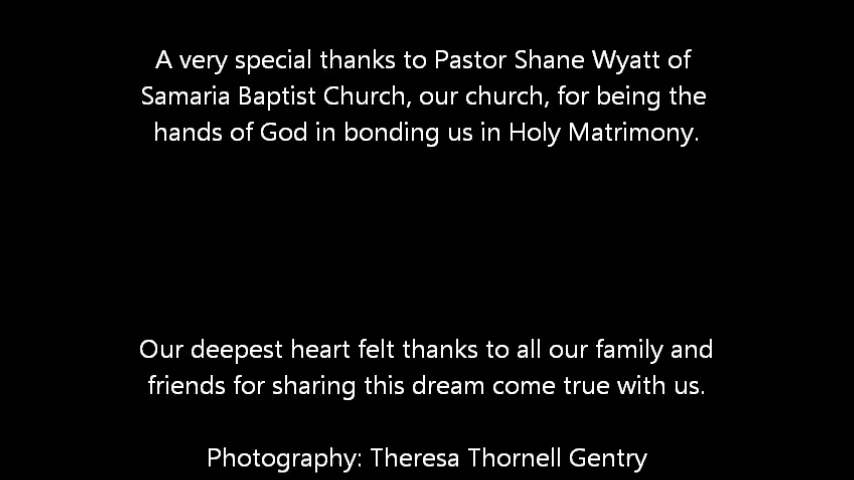 A very special thanks to Pastor Shane Wyatt of
Samaria Baptist Church, our church, for being the
hands of God in bonding us in Holy Matrimony.
Our deepest heart felt thanks to all our family and
friends for sharing this dream come true with us.
Photography: Theresa Thornell Gentry